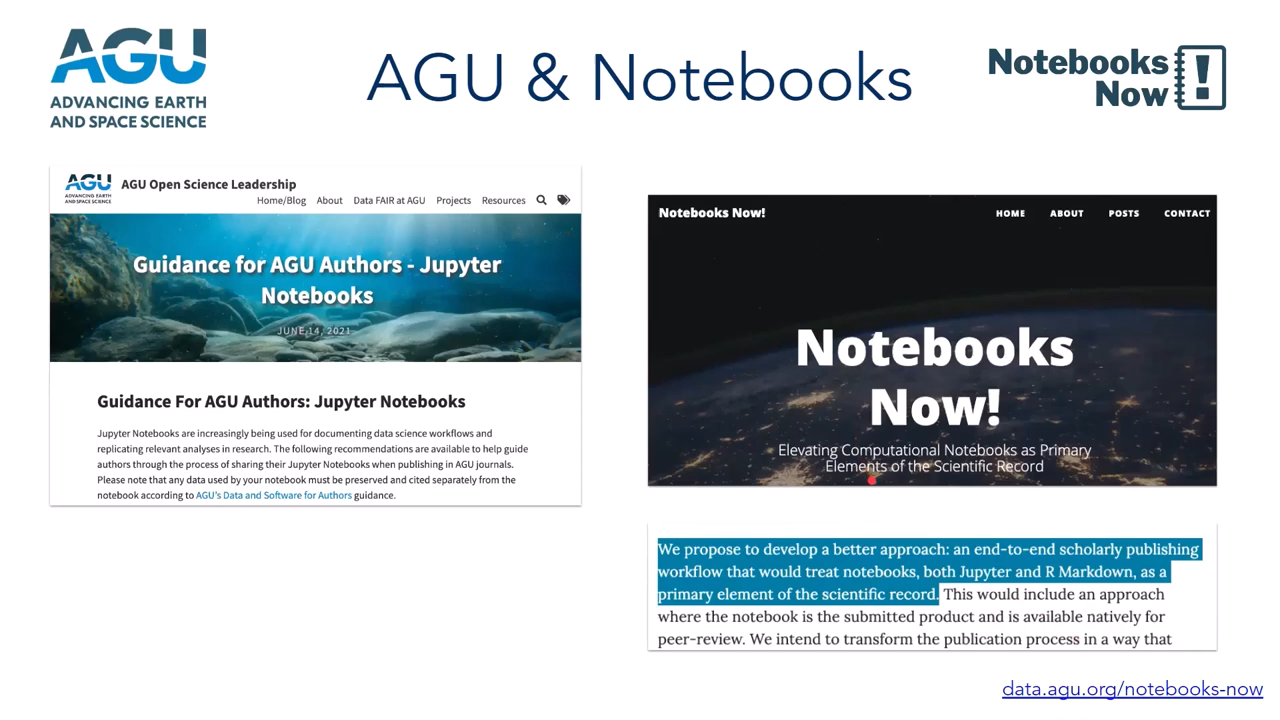 AGU
ADVANCING EARTH
AND SPACE SCIENCE
AGU & Notebooks
Notebooks
Now !
AGU
ADVANCING EARTH
AND SPACE SCIENCE
AGU Open Science Leadership
Home/Blog About Data FAIR at AGU Projects Resources
Guidance for AGU Authors - Jupyter
Notebooks
JUNE 14, 2021
Guidance For AGU Authors: Jupyter Notebooks
Jupyter Notebooks are increasingly being used for documenting data science workflows and
replicating relevant analyses in research. The following recommendations are available to help guide
authors through the process of sharing their Jupyter Notebooks when publishing in AGU journals.
Please note that any data used by your notebook must be preserved and cited separately from the
notebook according to AGU's Data and Software for Authors guidance.
Notebooks Now!
HOME ABOUT POSTS CONTACT
Notebooks
Now!
Elevating Computational Notebooks as Primary
Elements of the Scientific Record
We propose to develop a better approach: an end-to-end scholarly publishing
workflow that would treat notebooks, both Jupyter and R Markdown, as a
primary element of the scientific record. This would include an approach
where the notebook is the submitted product and is available natively for
peer-review. We intend to transform the publication process in a way that
data.agu.org/notebooks-now